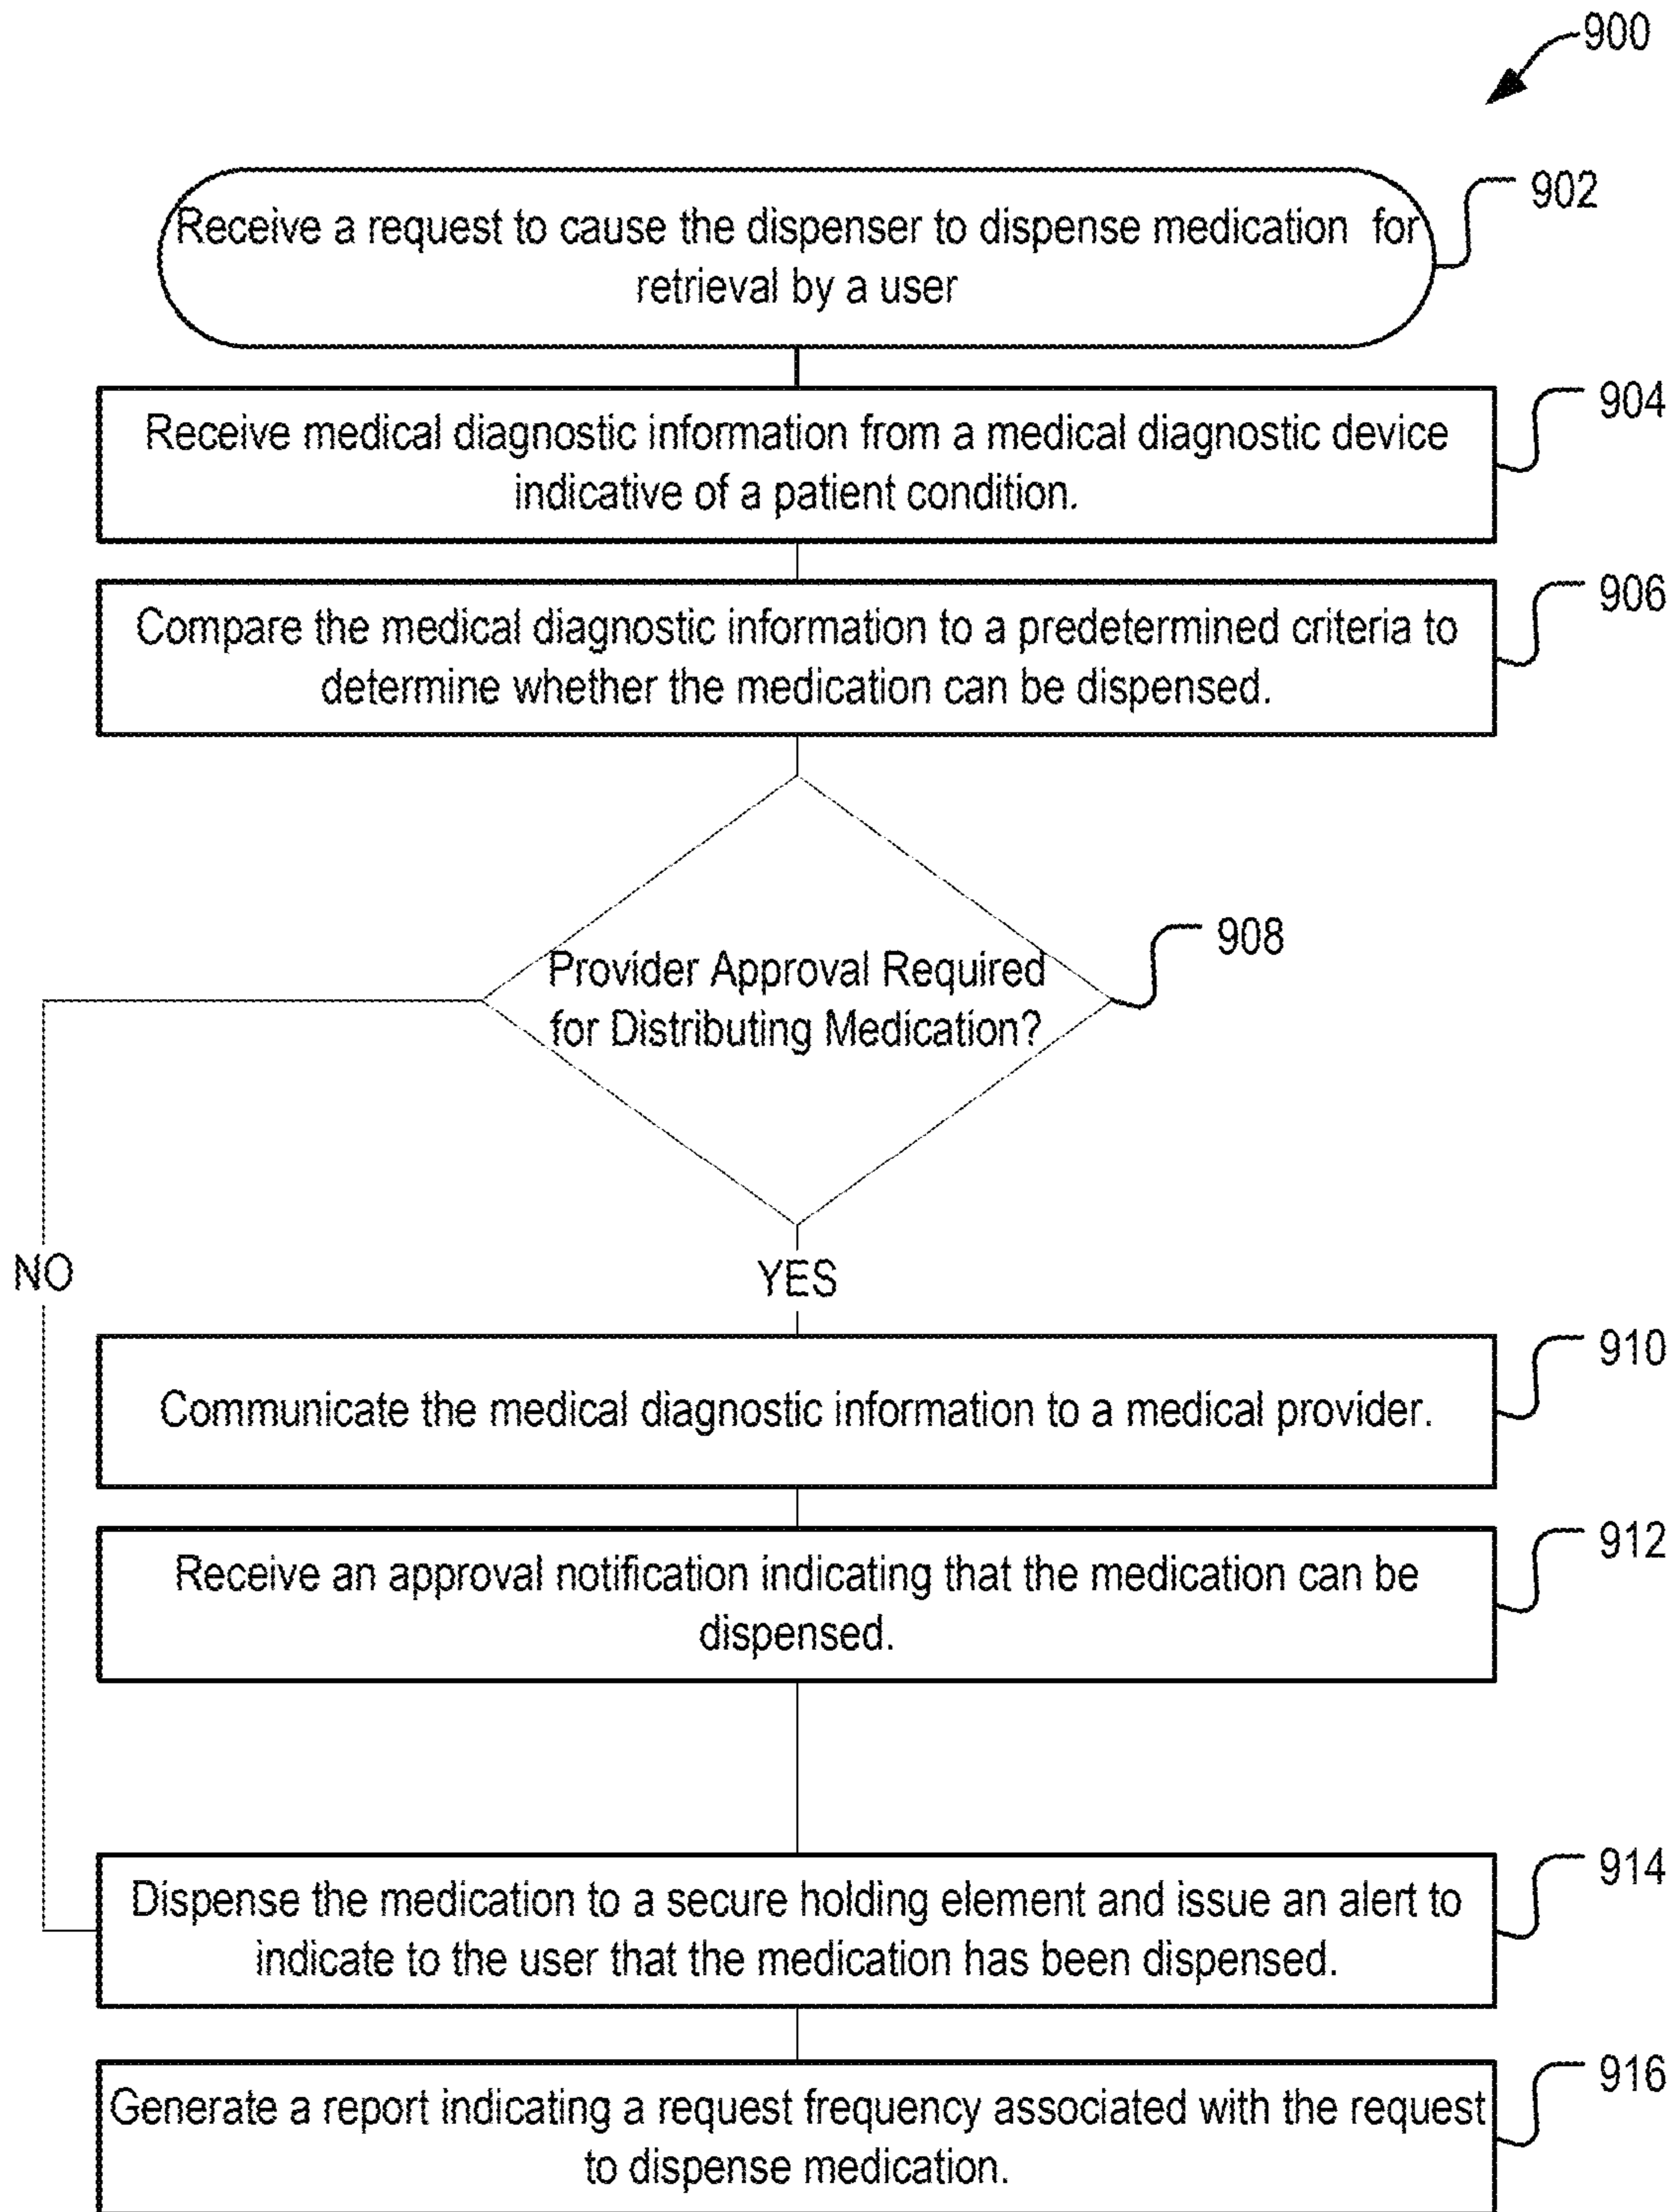 900
Receive a request to cause the dispenser to dispense medication for
retrieval by a user
902
Receive medical diagnostic information from a medical diagnostic device
indicative of a patient condition.
904
Compare the medical diagnostic information to a predetermined criteria to
determine whether the medication can be dispensed.
906
Provider Approval Required
for Distributing Medication?
908
NO
YES
Communicate the medical diagnostic information to a medical provider.
910
Receive an approval notification indicating that the medication can be
dispensed.
912
Dispense the medication to a secure holding element and issue an alert to
indicate to the user that the medication has been dispensed.
914
Generate a report indicating a request frequency associated with the request
to dispense medication.
916